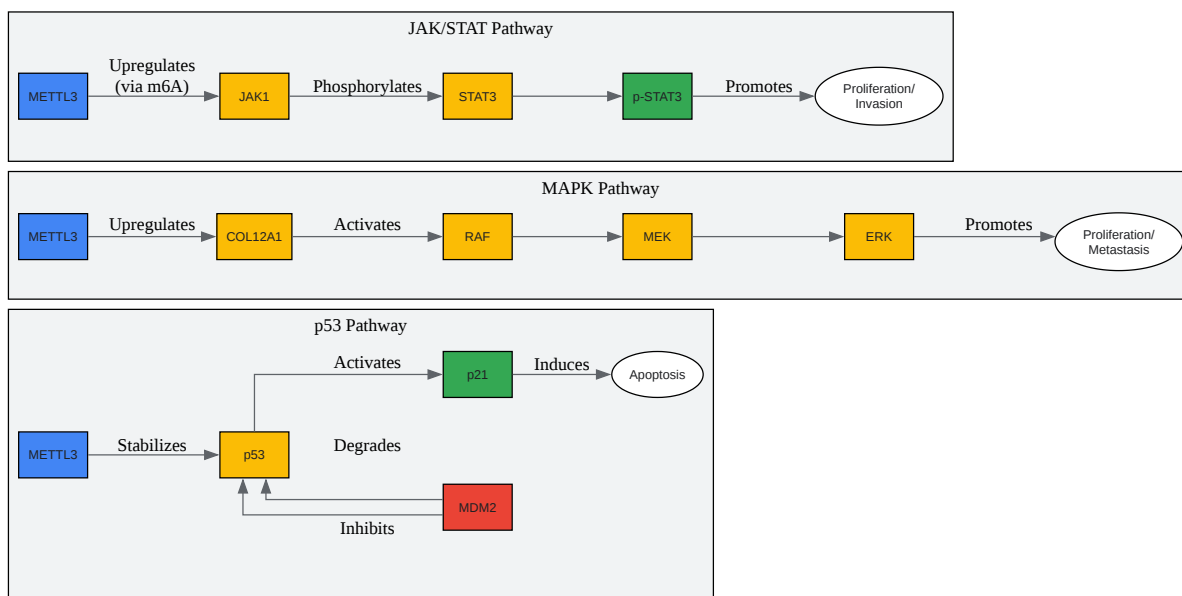 JAK/STAT Pathway
METTL3
Upregulates
(via m6A)
JAK1
Phosphorylates
STAT3
p-STAT3
Promotes
Proliferation/
Invasion
MAPK Pathway
METTL3
Upregulates
COL12A1
Activates
RAF
MEK
ERK
Promotes
Proliferation/
Metastasis
p53 Pathway
Activates
p21
Induces
Apoptosis
METTL3
Stabilizes
p53
Degrades
MDM2
Inhibits